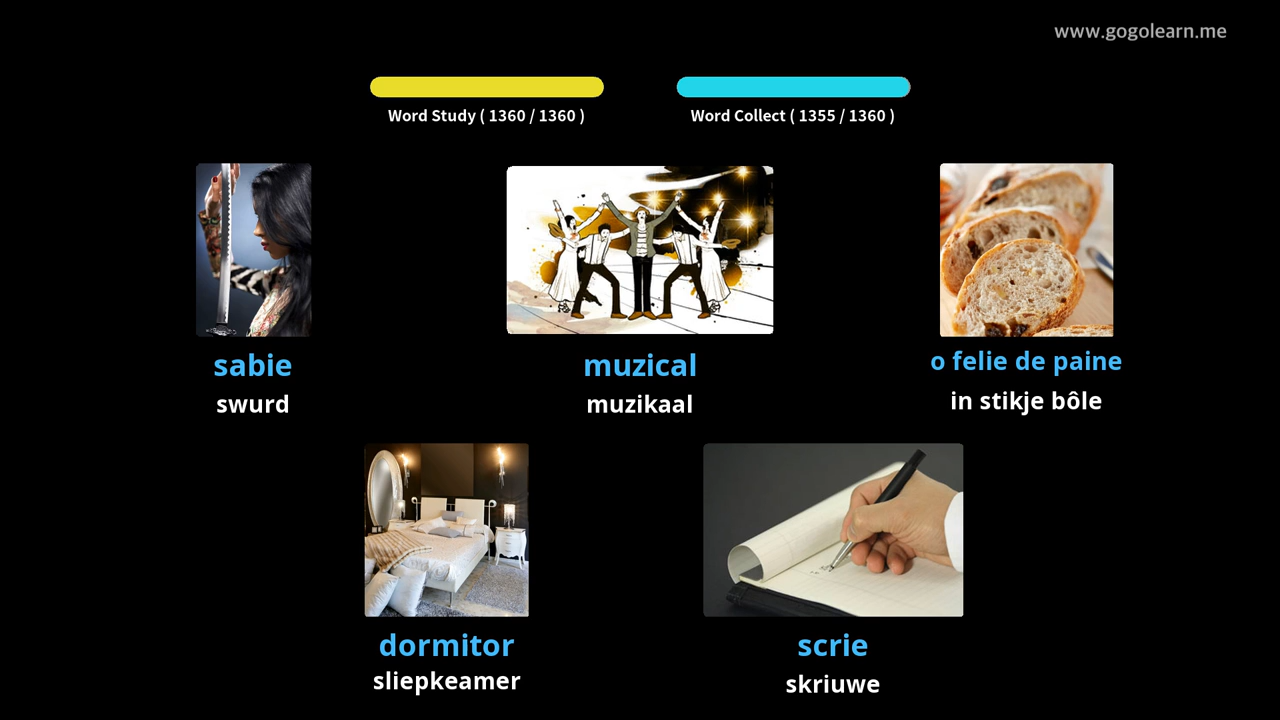 www.gogolearn.me
Word Study ( 1360 / 1360 )
Word Collect ( 1355 / 1360 )
sabie
swurd
muzical
muzikaal
o felie de paine
in stikje bôle
dormitor
sliepkeamer
scrie
skriuwe